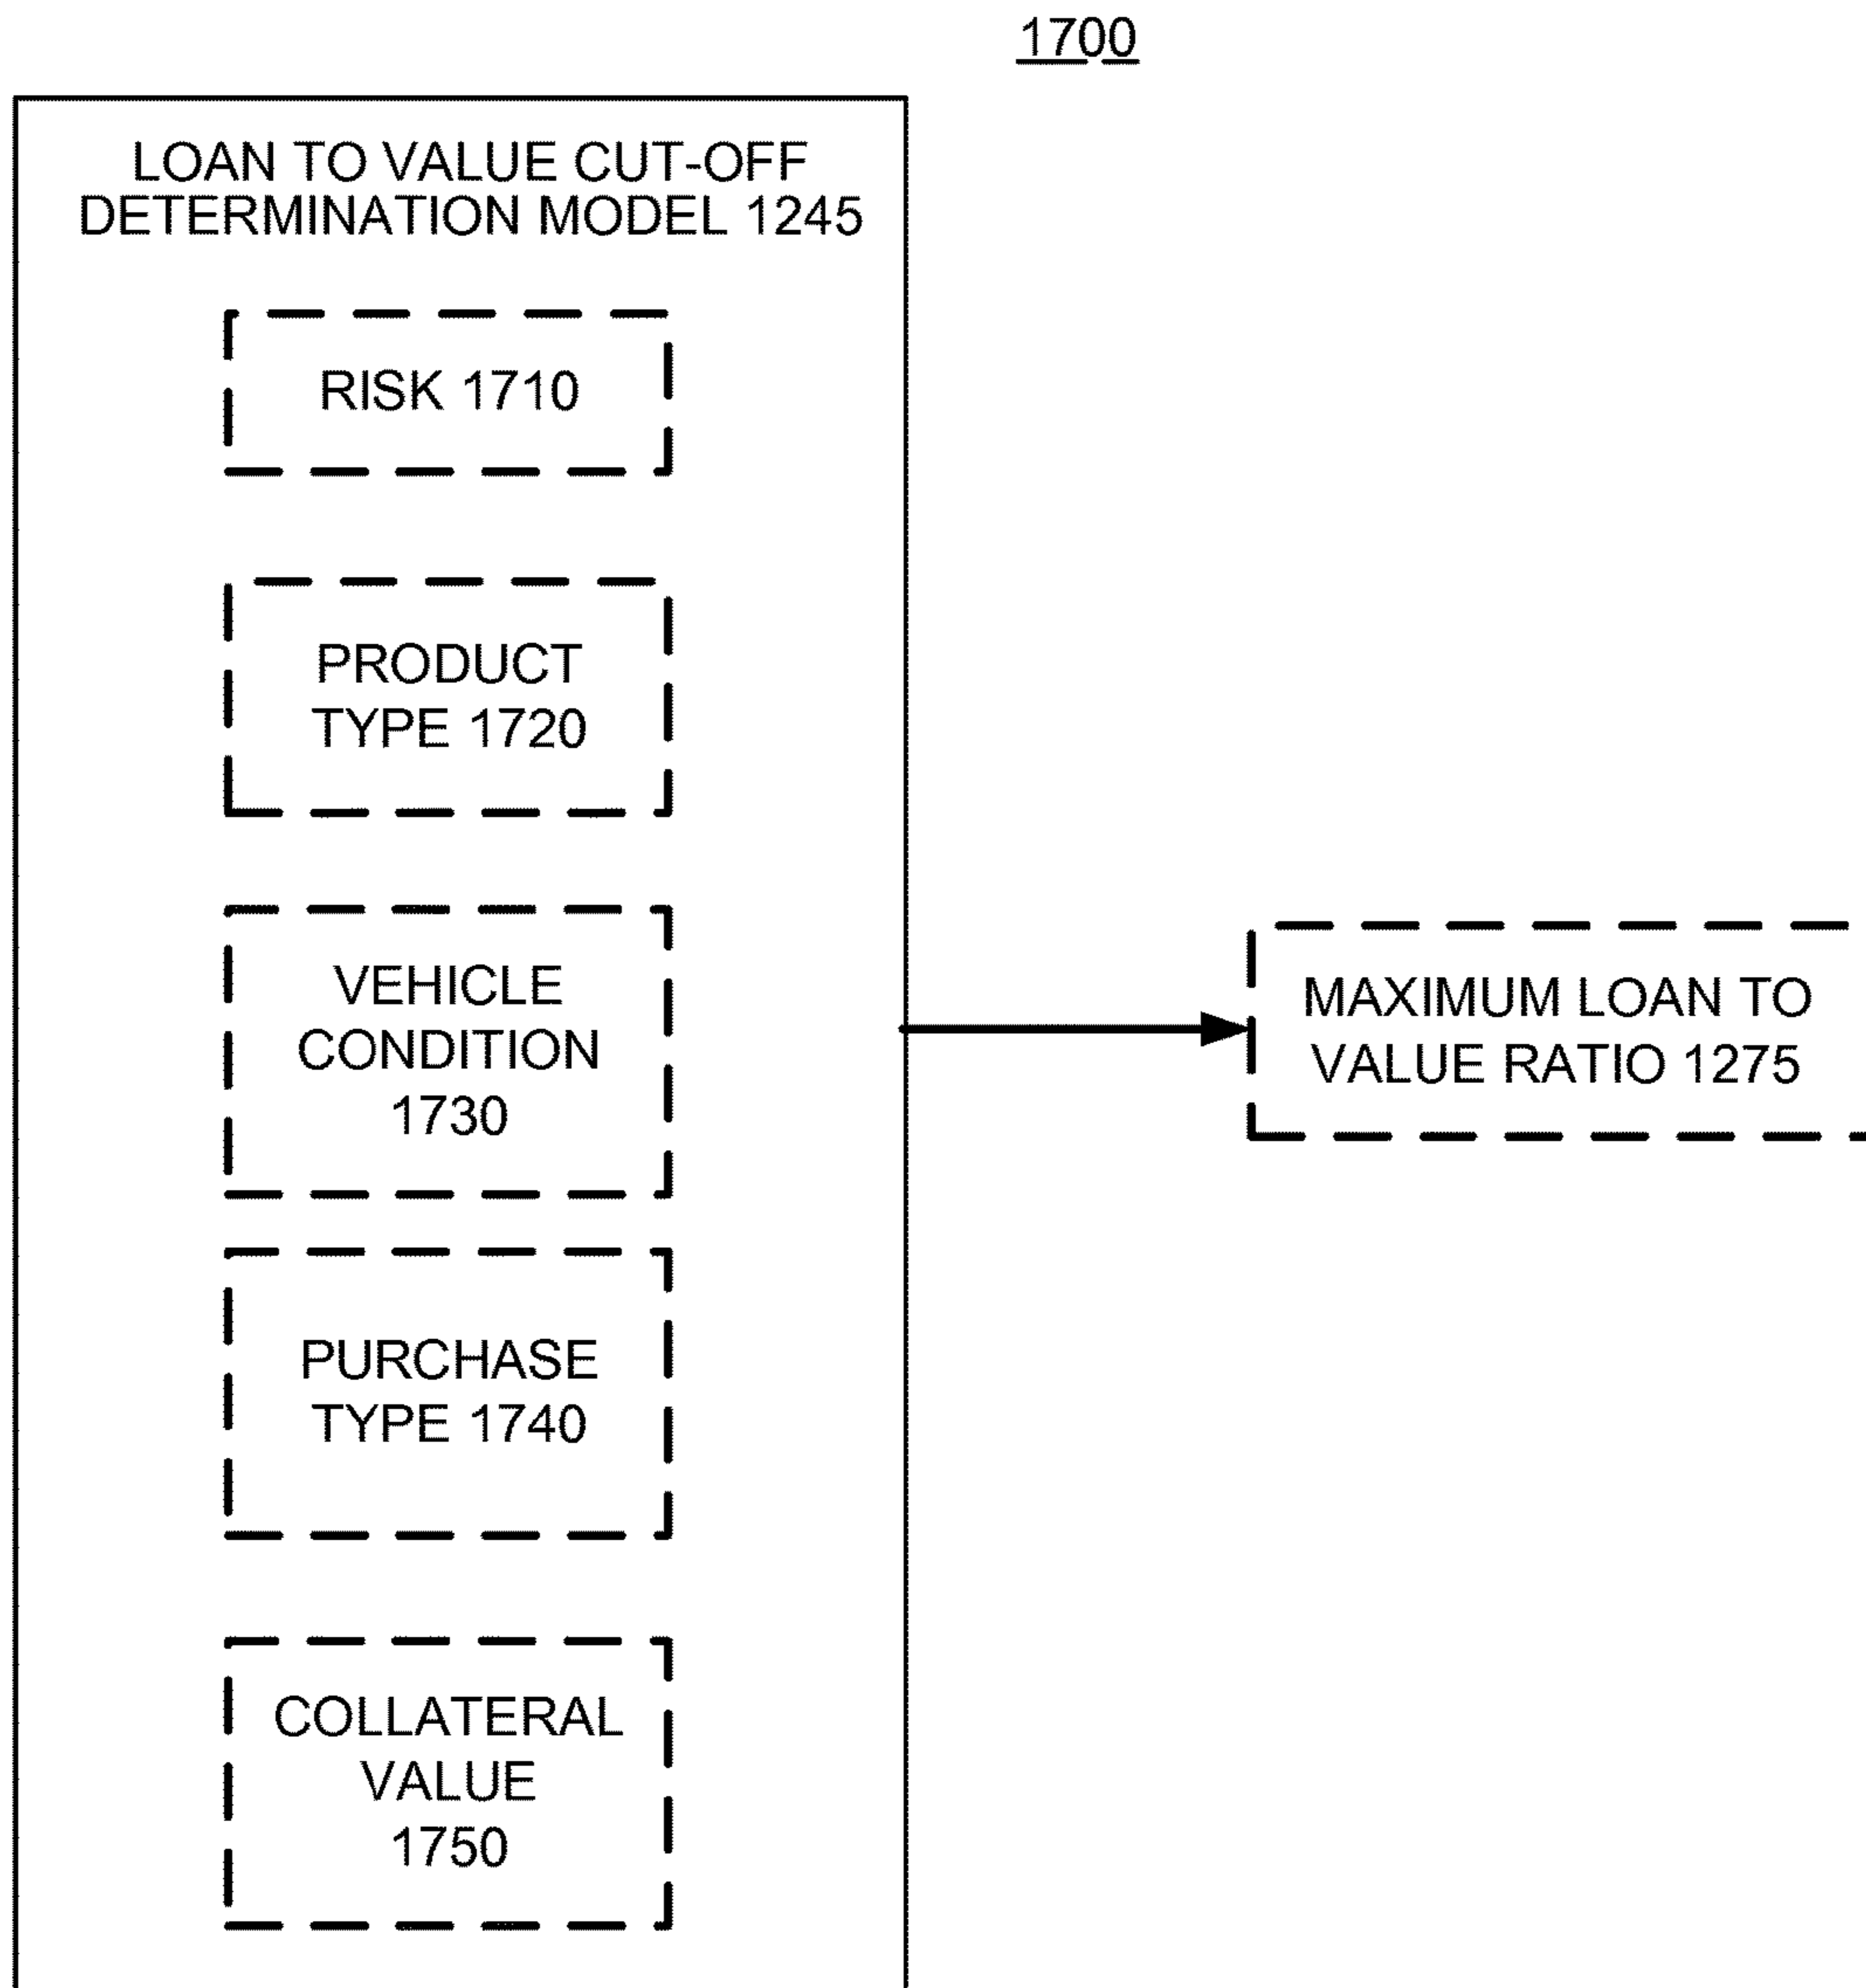 1700
LOAN TO VALUE CUT-OFF
DETERMINATION MODEL 1245
RISK 1710
PRODUCT
TYPE 1720
VEHICLE
CONDITION
1730
PURCHASE
TYPE 1740
COLLATERAL
VALUE
1750
MAXIMUM LOAN TO
VALUE RATIO 1275